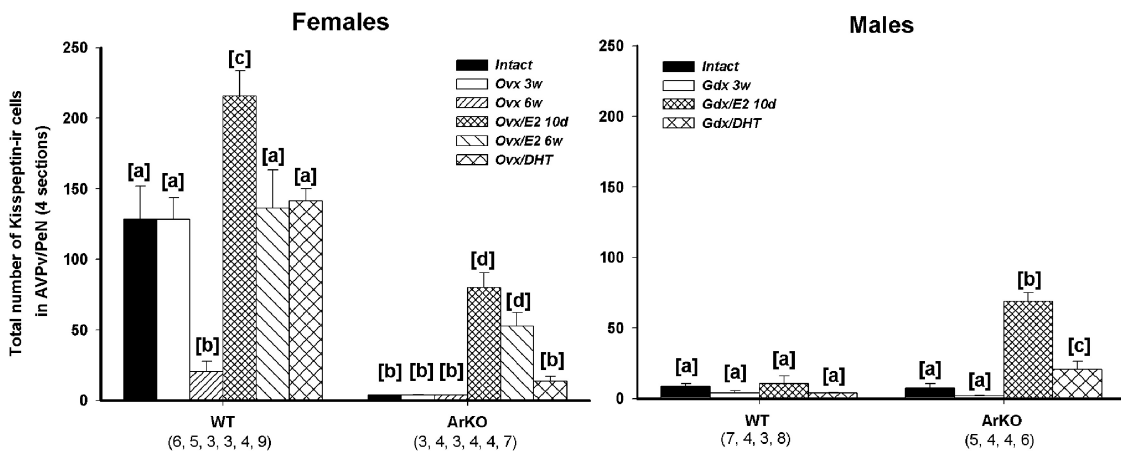 Females
Total number of Kisspeptin-ir cells
in AVPv/PeN (4 sections)
250
200
150
100
50
0
Intact
Ovx 3w
Ovx 6w
Ovx/E2 10d
Ovx/E2 6w
Ovx/DHT
[a]
[a]
[b]
[c]
[a]
[a]
[b]
[b]
[b]
[d]
[d]
[b]
WT
(6, 5, 3, 3, 4, 9)
ArKO
(3, 4, 3, 4, 4, 7)
Males
250
200
150
100
50
0
Intact
Gdx 3w
Gdx/E2 10d
Gdx/DHT
[a]
[a]
[a]
[a]
[a]
[a]
[b]
[c]
WT
(7, 4, 3, 8)
ArKO
(5, 4, 4, 6)